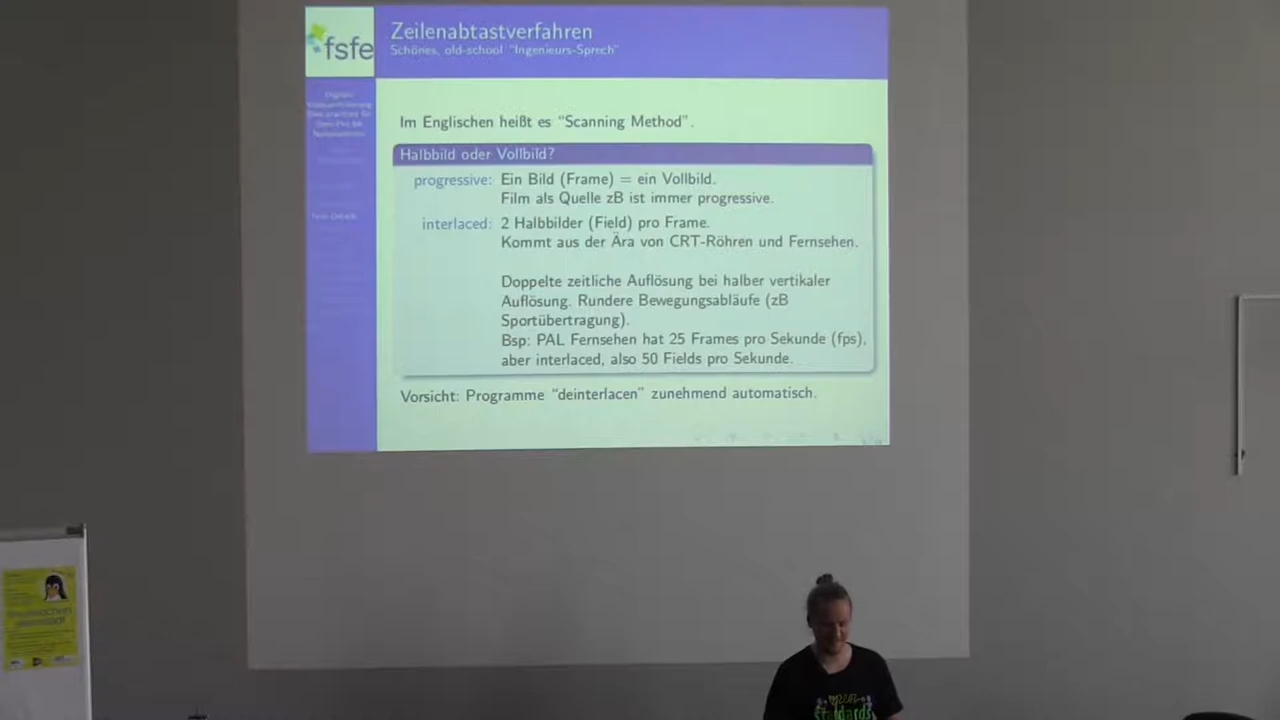 fsfe
Zeilenabtastverfahren
Schönes, old-school "Ingenieurs-Sprech"
Im Englischen heißt es "Scanning Method".
Halbbild oder Vollbild?
progressive: Ein Bild (Frame) = ein Vollbild.
Film als Quelle zB ist immer progressive.
interlaced: 2 Halbbilder (Field) pro Frame.
Kommt aus der Ära von CRT-Röhren und Fernsehen.
Doppelte zeitliche Auflösung bei halber vertikaler
Auflösung. Rundere Bewegungsabläufe (zB
Sportübertragung).
Bsp: PAL Fernsehen hat 25 Frames pro Sekunde (fps),
aber interlaced, also 50 Fields pro Sekunde.
Vorsicht: Programme "deinterlacen" zunehmend automatisch.
standards